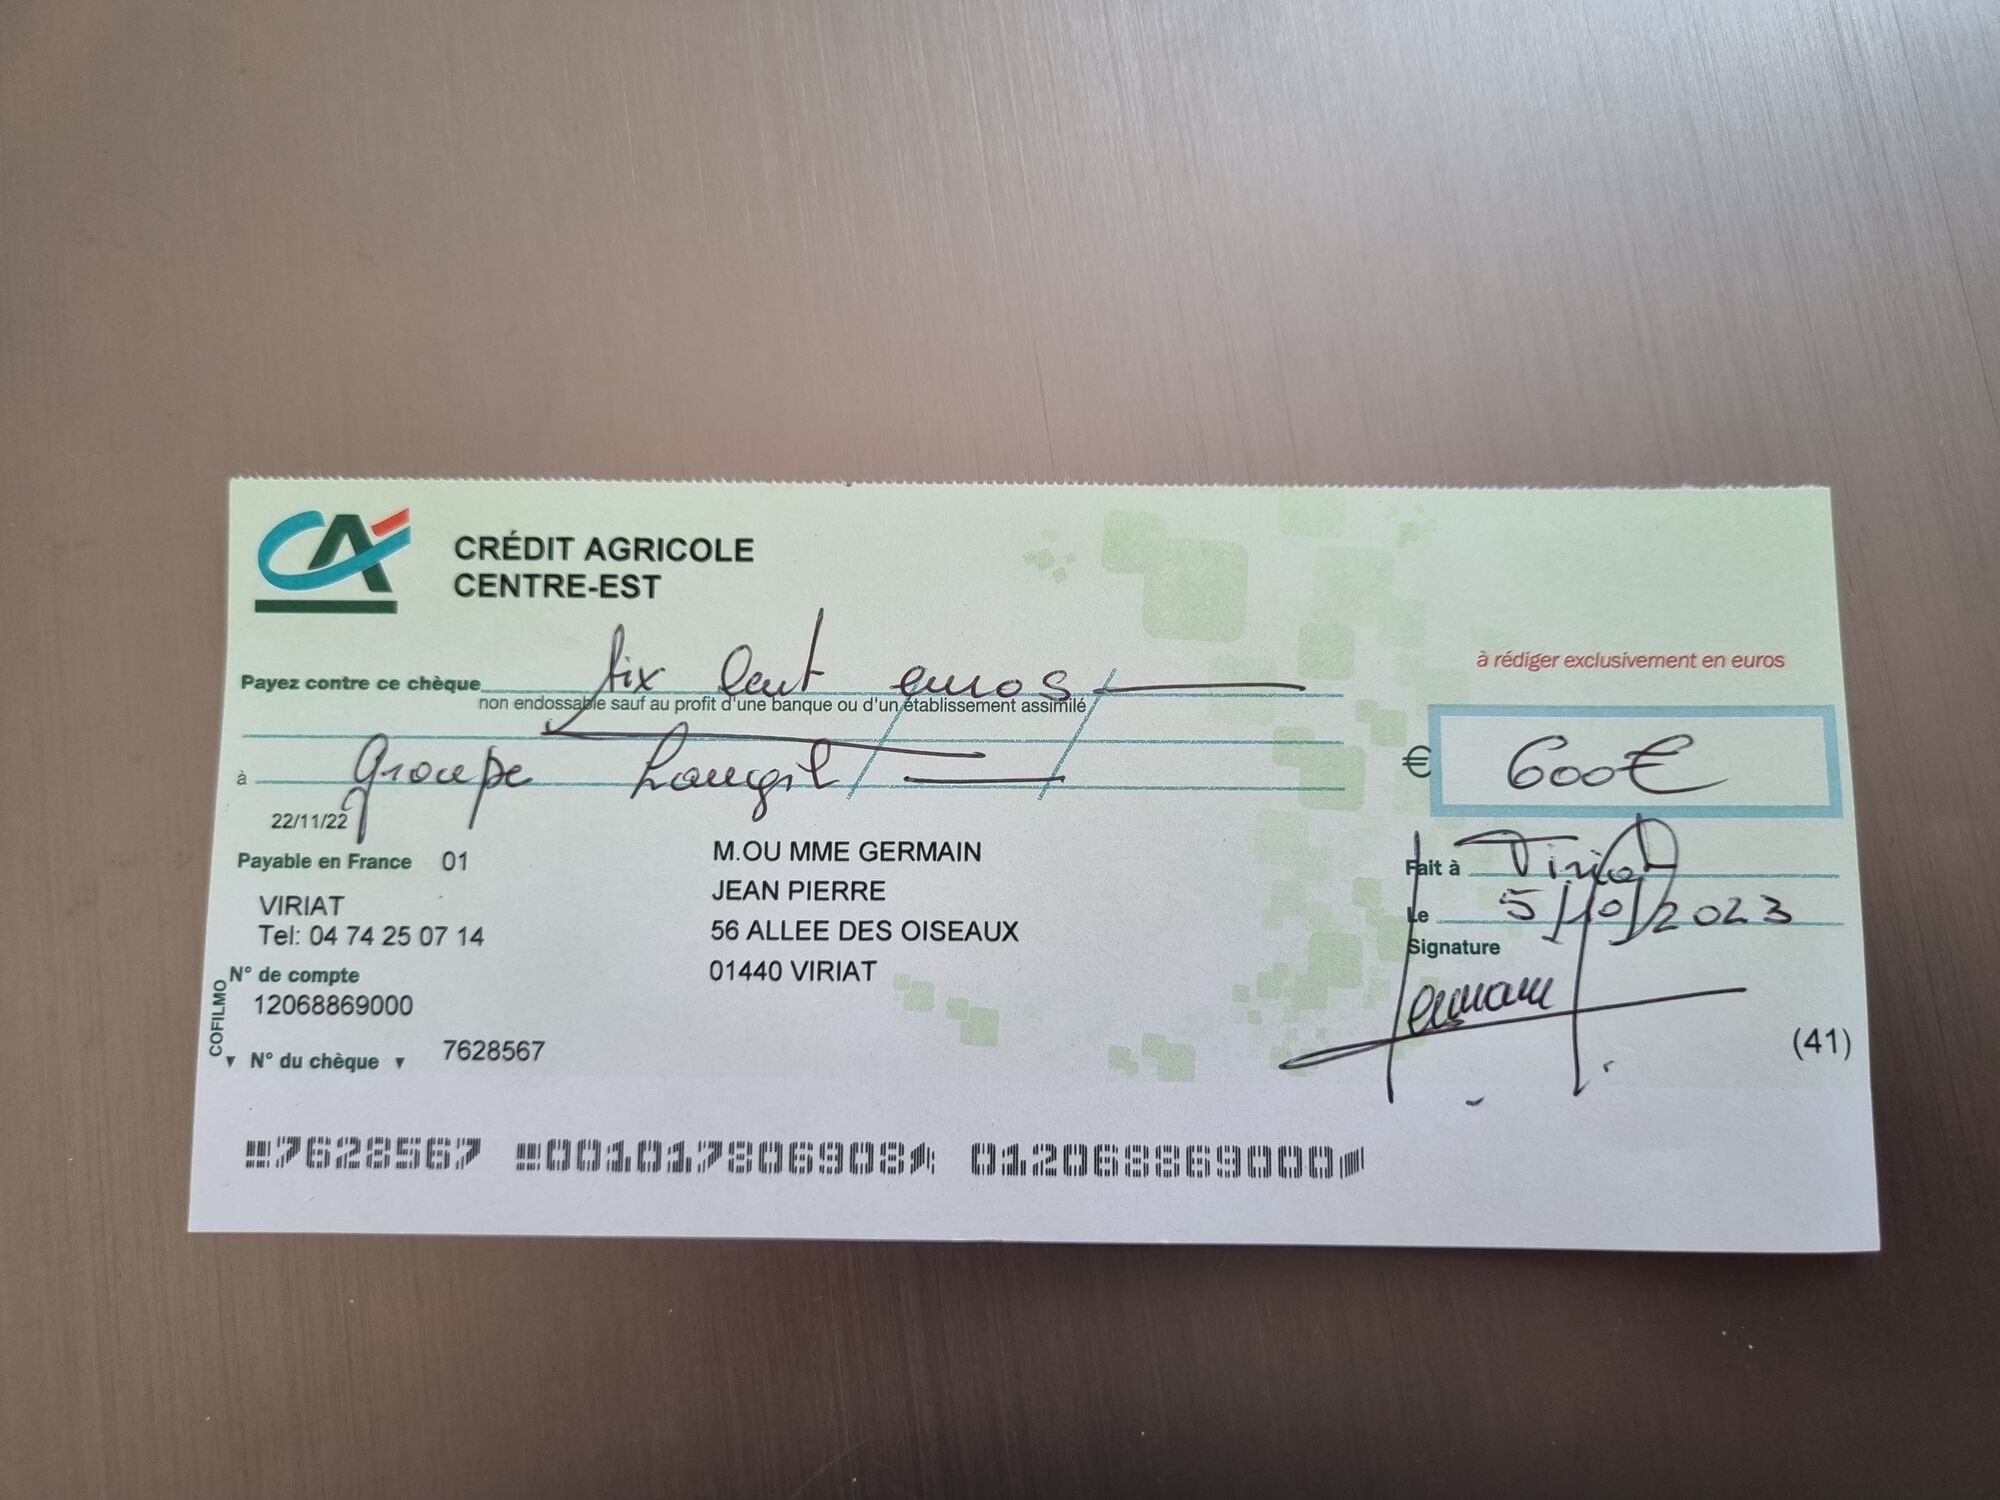 CA
CRÉDIT AGRICOLE
CENTRE-EST
à rédiger exclusivement en euros
Payez contre ce chèque six cent euros
non endossable sauf au profit d'une banque ou d'un établissement assimilé
€ 600€
à groupe
22/11/22
Payable en France 01
VIRIAT
Tel: 04 74 25 07 14
N° de compte
12068869000
COFILMO
N° du chèque 7628567
M.OU MME GERMAIN
JEAN PIERRE
56 ALLEE DES OISEAUX
01440 VIRIAT
Fait à Viriat
Le 5/10/2023
Signature
(41)
7628567 001017806908 012068869000